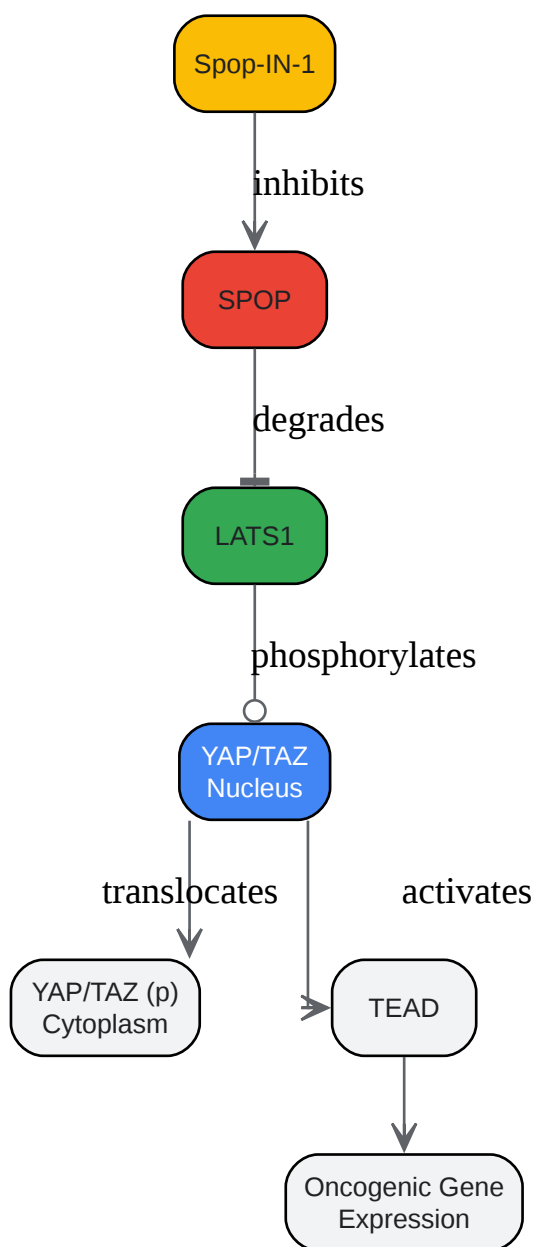 Spop-IN-1
inhibits
SPOP
degrades
LATS1
phosphorylates
YAP/TAZ
Nucleus
translocates
activates
YAP/TAZ (p)
Cytoplasm
TEAD
Oncogenic Gene
Expression